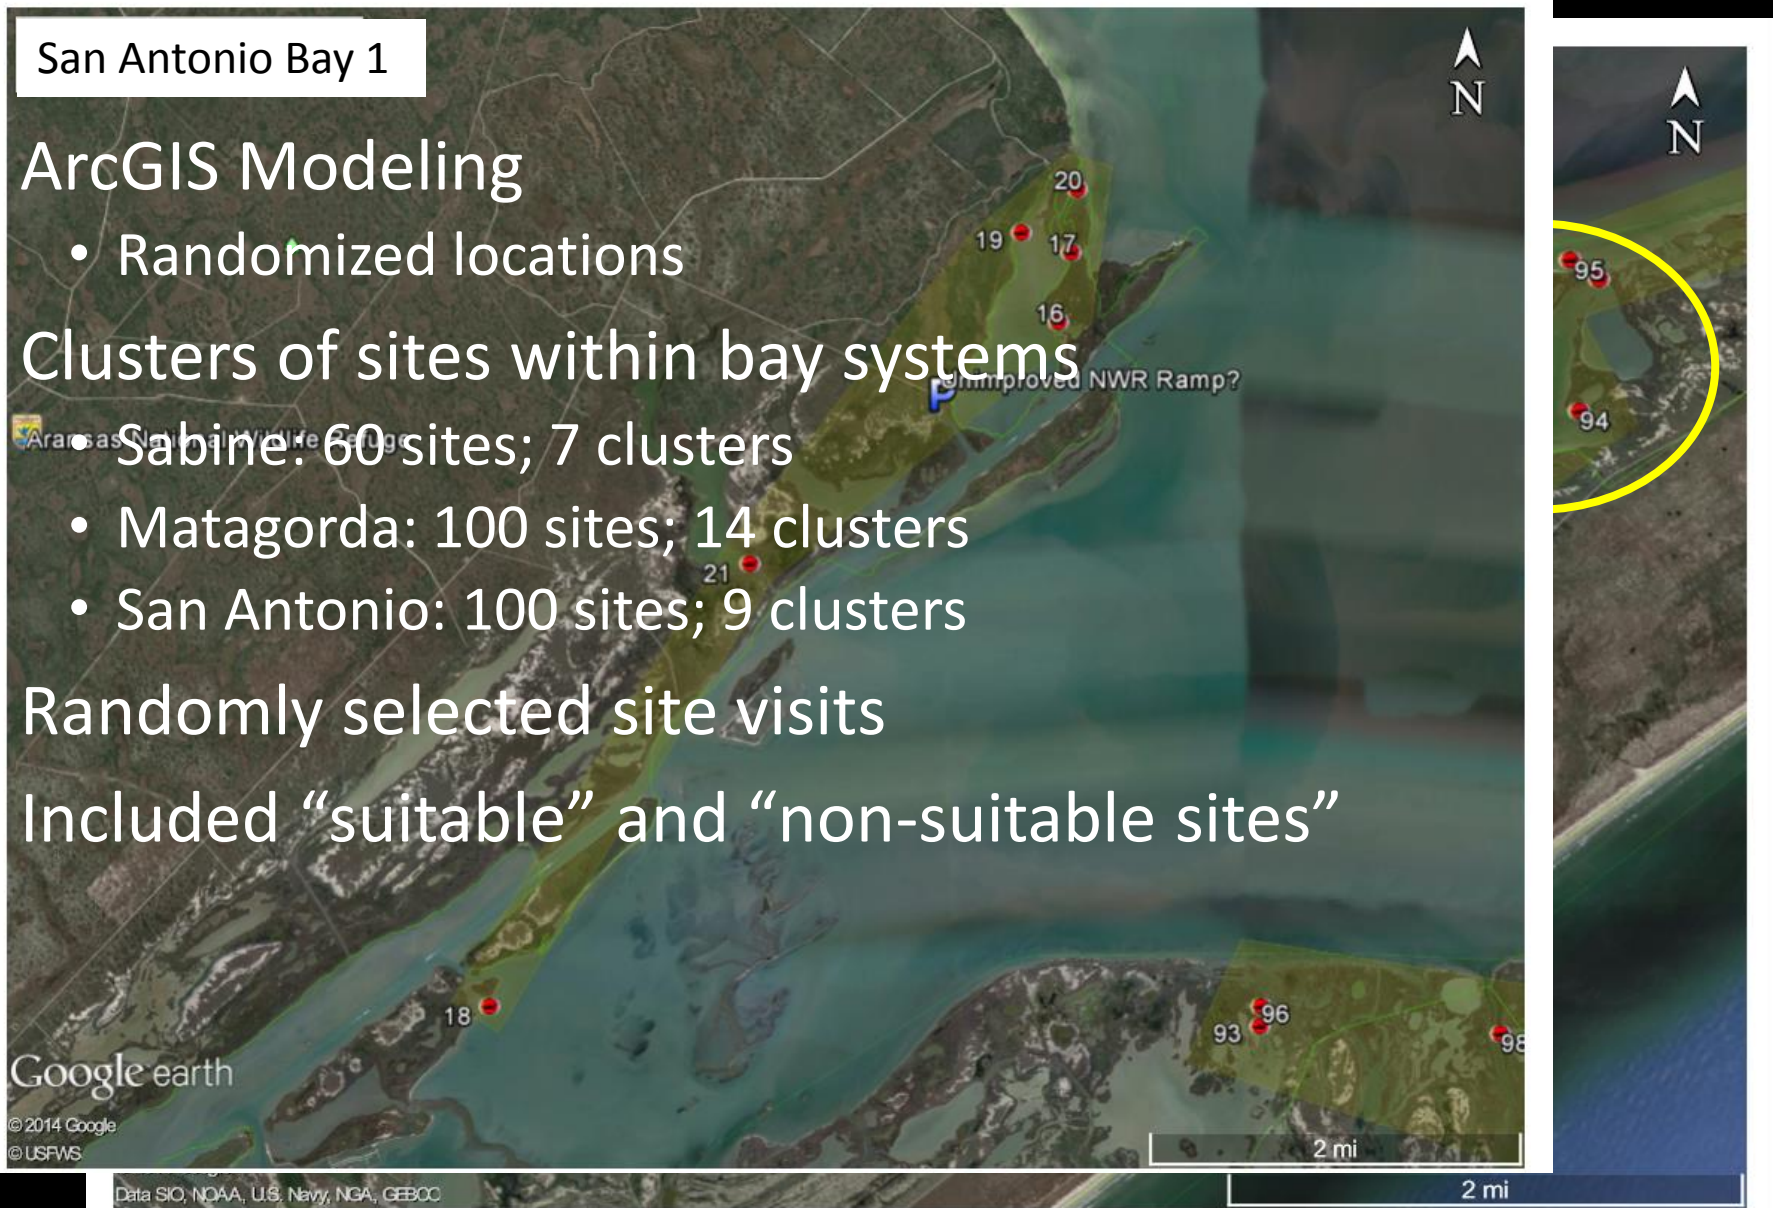 San Antonio Bay 1
N
N
ArcGIS Modeling
• Randomized locations
Clusters of sites within bay systems
• Sabine: 60 sites; 7 clusters
• Matagorda: 100 sites; 14 clusters
• San Antonio: 100 sites; 9 clusters
Randomly selected site visits
Included “suitable” and “non-suitable sites”
20
19
17
16
Unimproved NWR Ramp?
P
Aransas National Wildlife Refuge
21
18
95
94
96
93
98
Google earth
© 2014 Google
© USFWS
2 mi
Data SIO, NOAA, U.S. Navy, NGA, GEBCO
2 mi